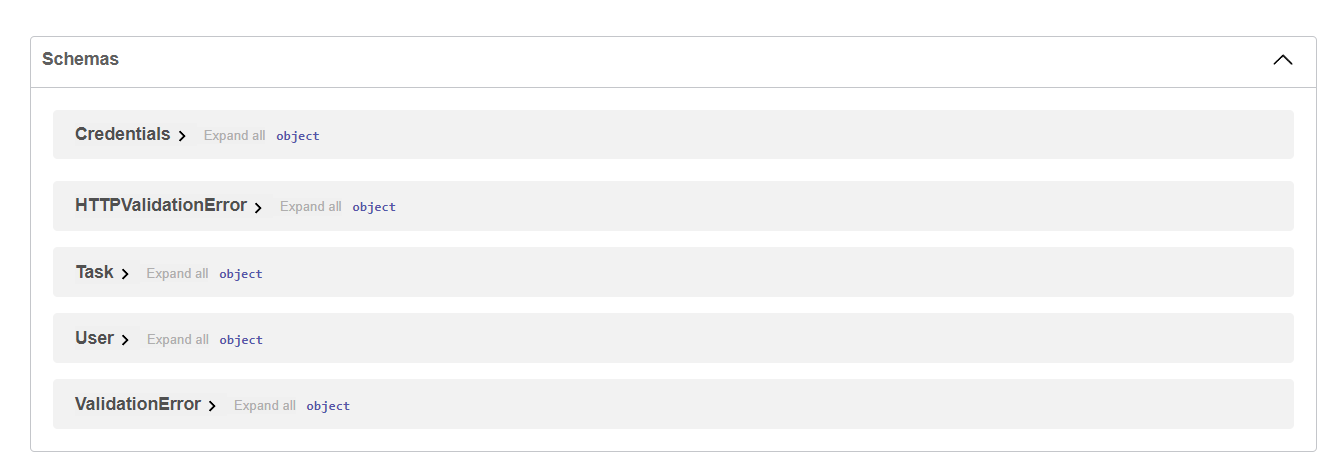 Schemas
Credentials Expand all object
HTTPValidationError Expand all object
Task Expand all object
User Expand all object
ValidationError Expand all object